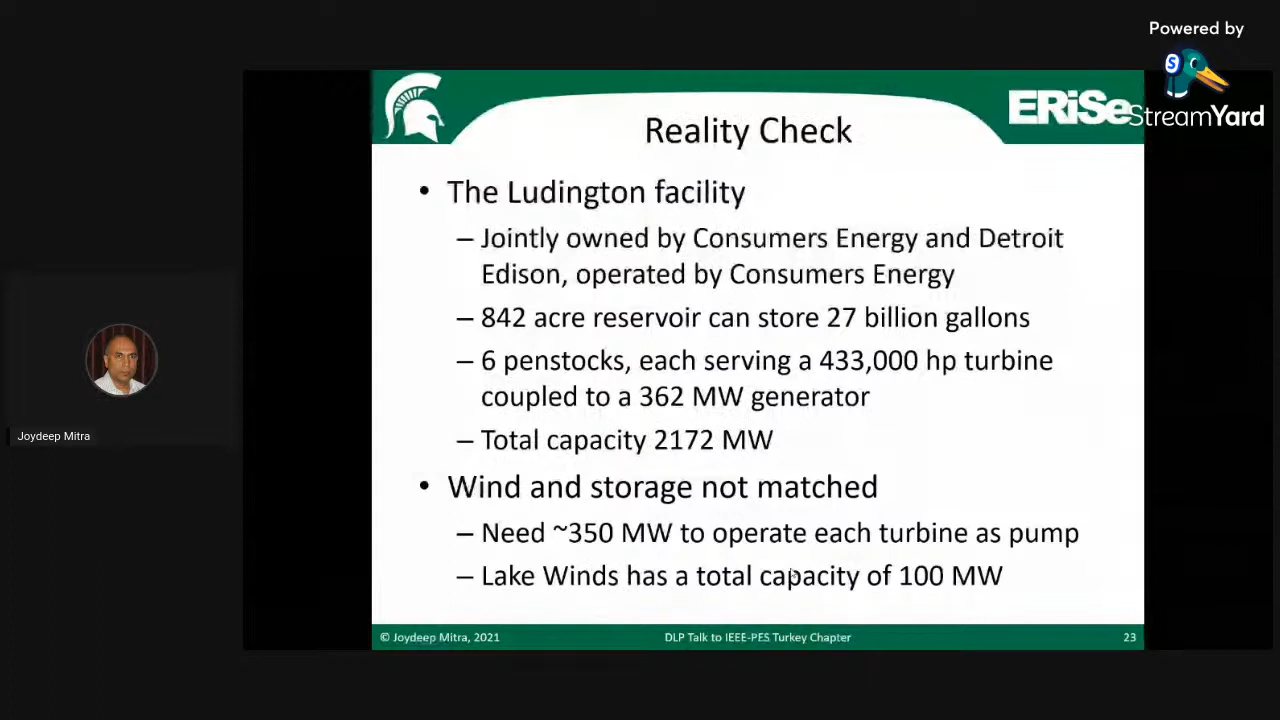 Powered by
S
StreamYard
ERiSe
Reality Check
• The Ludington facility
– Jointly owned by Consumers Energy and Detroit
Edison, operated by Consumers Energy
– 842 acre reservoir can store 27 billion gallons
– 6 penstocks, each serving a 433,000 hp turbine
coupled to a 362 MW generator
– Total capacity 2172 MW
• Wind and storage not matched
– Need ~350 MW to operate each turbine as pump
– Lake Winds has a total capacity of 100 MW
Joydeep Mitra
© Joydeep Mitra, 2021 DLP Talk to IEEE-PES Turkey Chapter 23